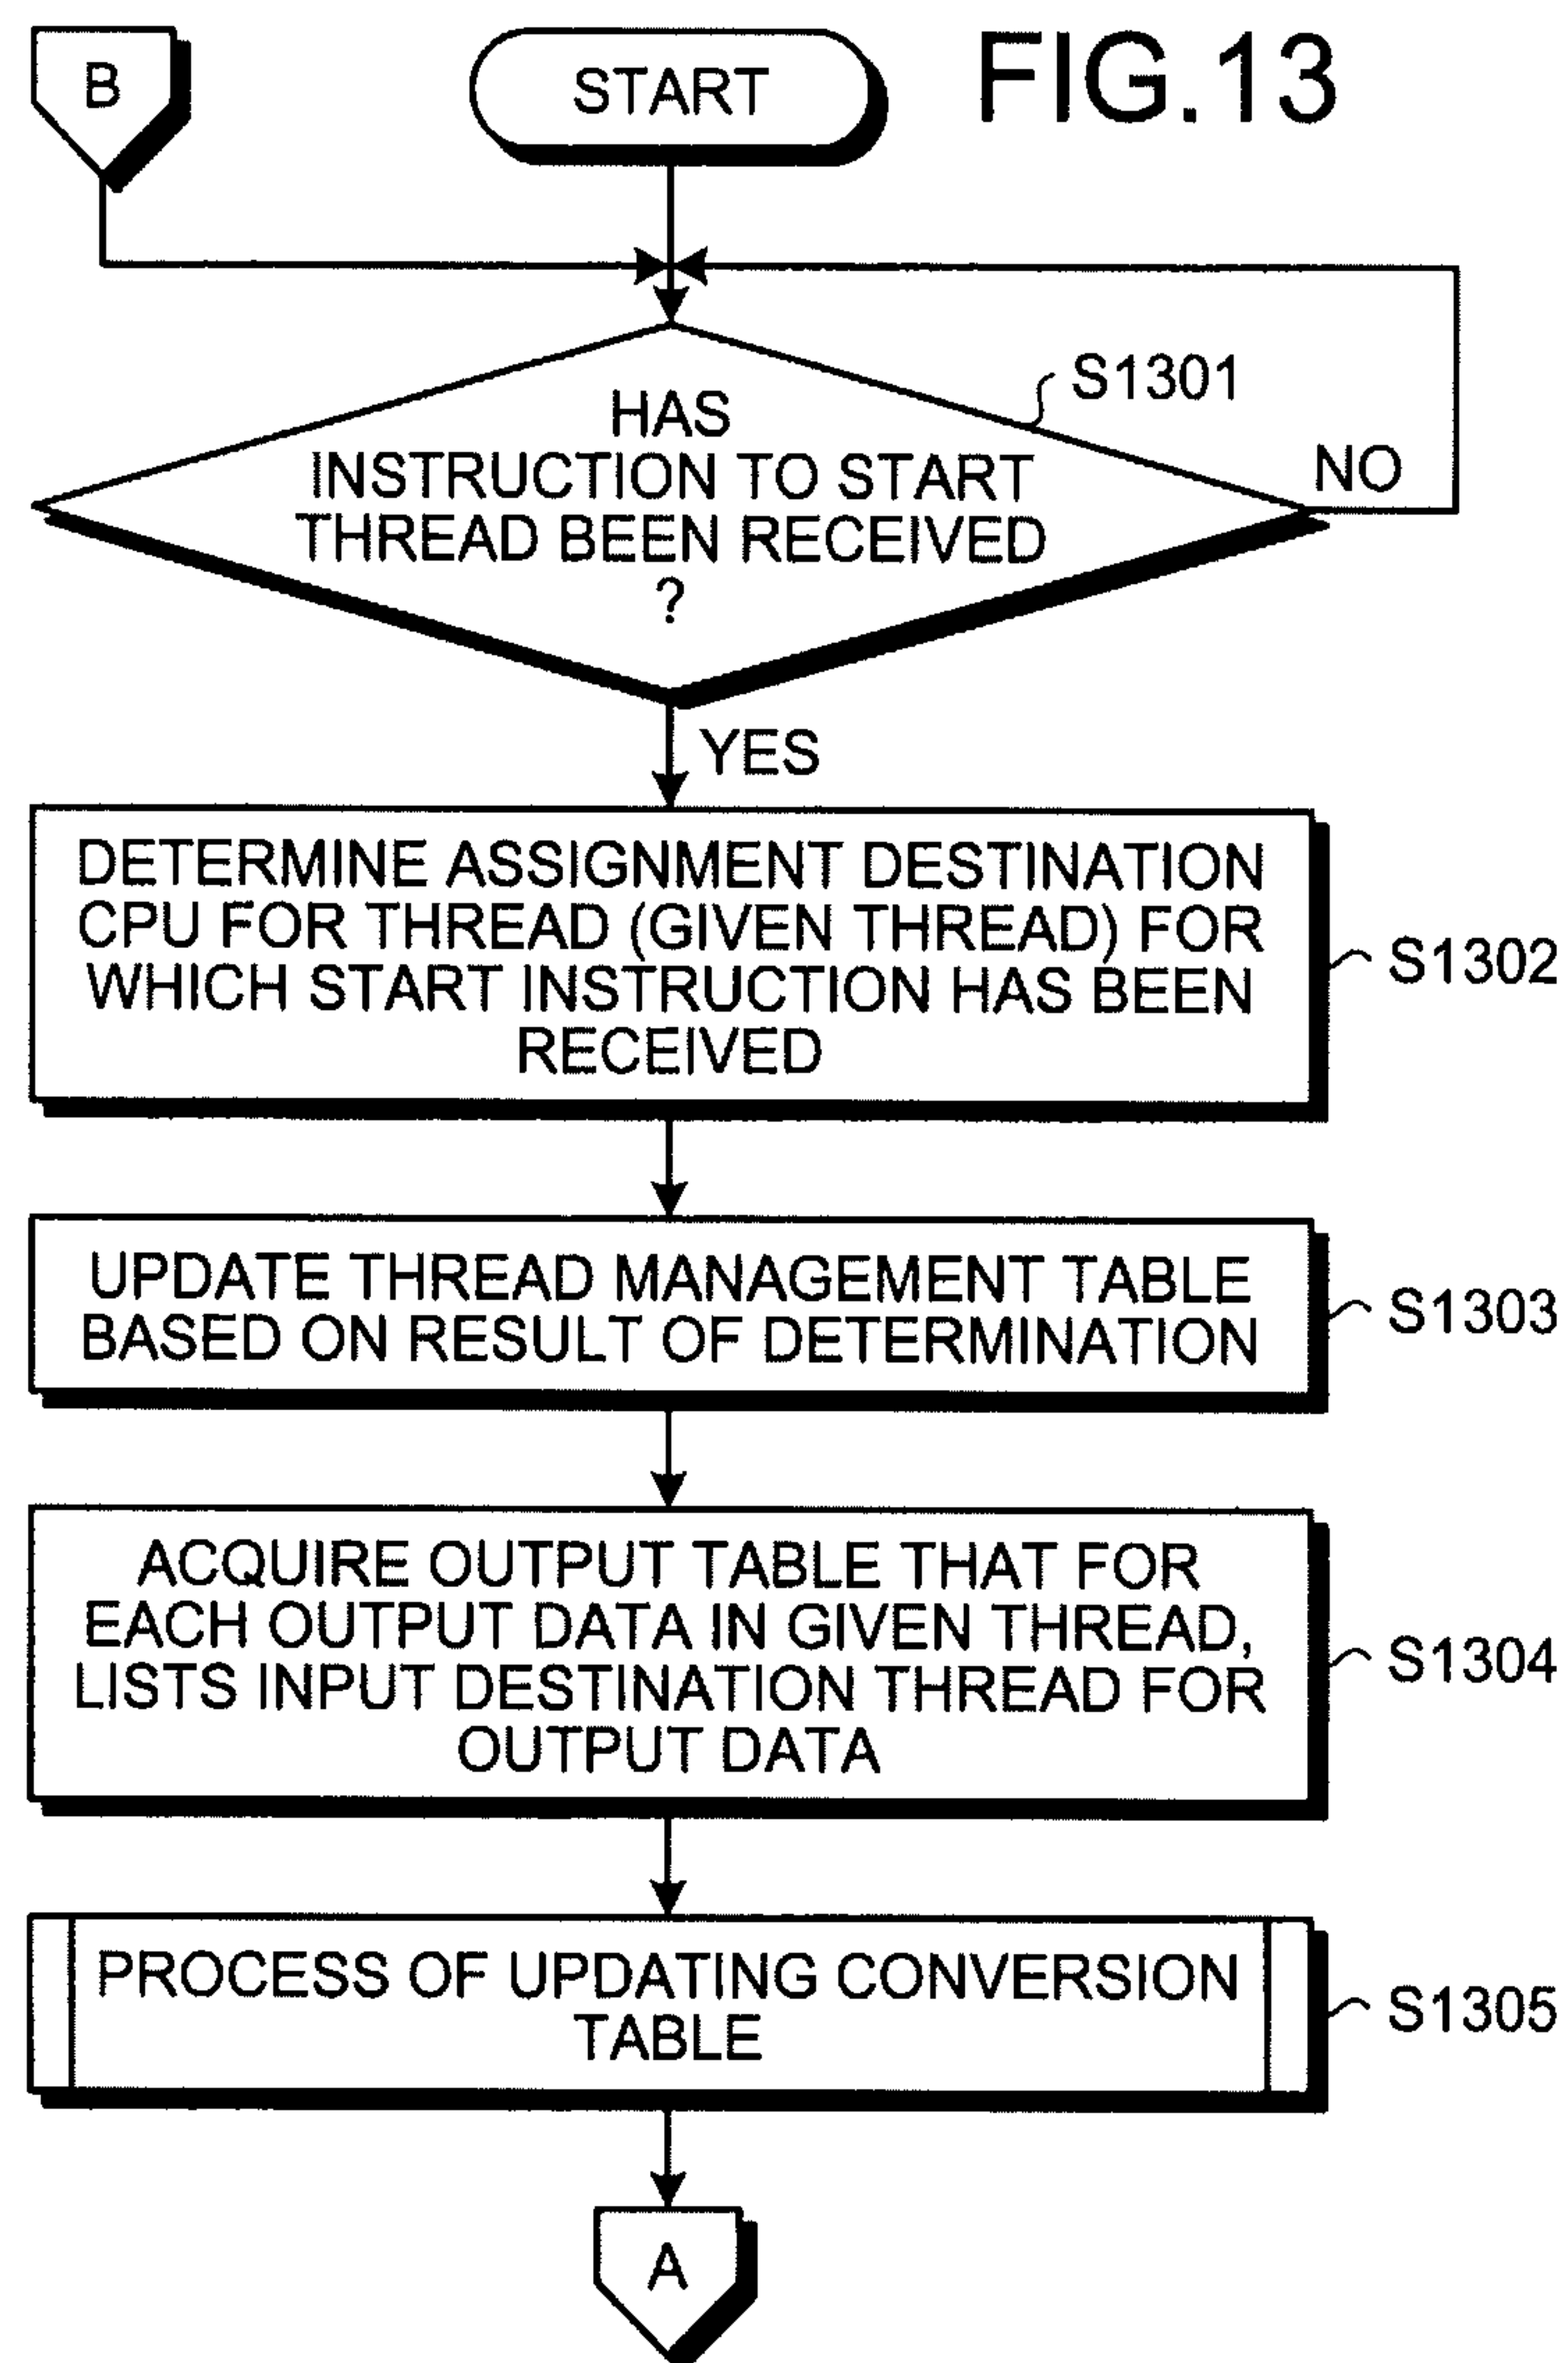 B
START
FIG.13
S1301
HAS
INSTRUCTION TO START
THREAD BEEN RECEIVED
?
NO
YES
DETERMINE ASSIGNMENT DESTINATION
CPU FOR THREAD (GIVEN THREAD) FOR
WHICH START INSTRUCTION HAS BEEN
RECEIVED
S1302
UPDATE THREAD MANAGEMENT TABLE
BASED ON RESULT OF DETERMINATION
S1303
ACQUIRE OUTPUT TABLE THAT FOR
EACH OUTPUT DATA IN GIVEN THREAD,
LISTS INPUT DESTINATION THREAD FOR
OUTPUT DATA
S1304
PROCESS OF UPDATING CONVERSION
TABLE
S1305
A